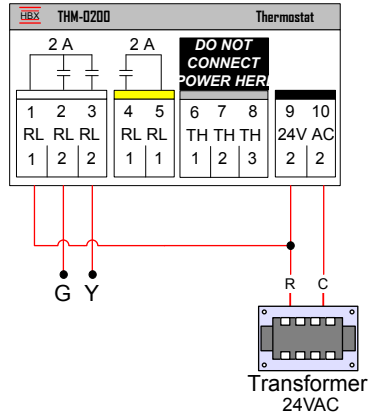 HBX THM-0200 Thermostat
2 A 2 A DO NOT
CONNECT
POWER HERE
1 2 3 4 5 6 7 8 9 10
RL RL RL RL RL TH TH TH 24V AC
1 2 2 1 1 1 2 3 2 2
R C
G Y
Transformer
24VAC